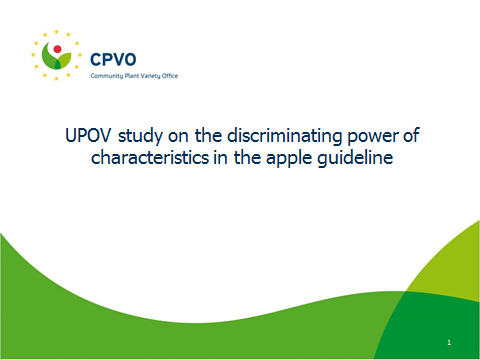 CPVO
Community Plant Variety Office
UPOV study on the discriminating power of
characteristics in the apple guideline
1